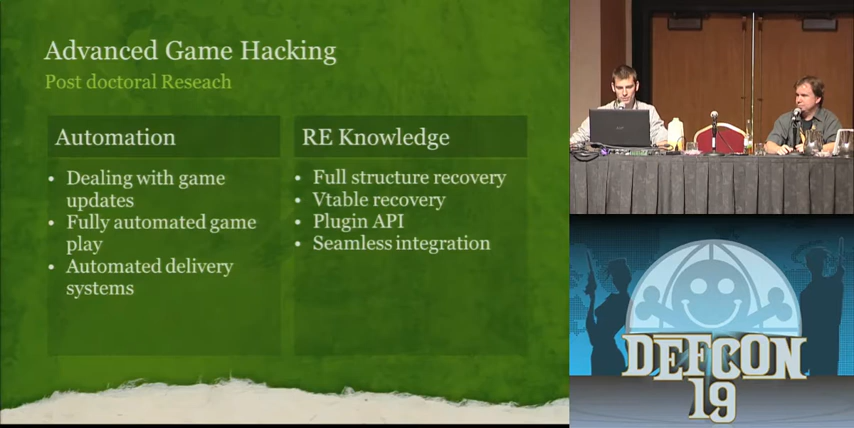 Advanced Game Hacking
Post doctoral Reseach
Automation
• Dealing with game
updates
• Fully automated game
play
• Automated delivery
systems
RE Knowledge
• Full structure recovery
• Vtable recovery
• Plugin API
• Seamless integration
DEFCON
19